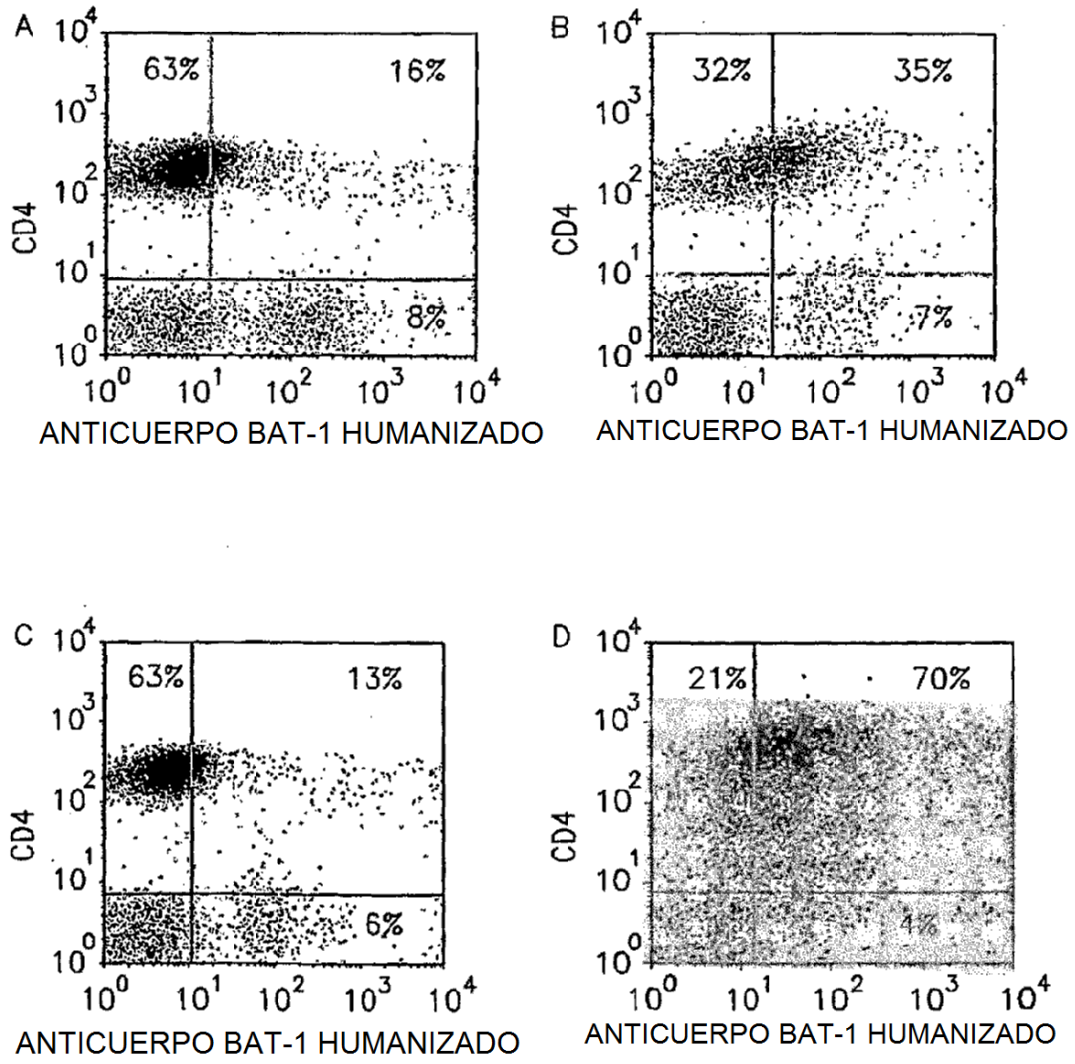 A
10⁴
10³
10²
10¹
10⁰
CD4
63% 16%
8%
10⁰ 10¹ 10² 10³ 10⁴
ANTICUERPO BAT-1 HUMANIZADO
B
10⁴
10³
10²
10¹
10⁰
CD4
32% 35%
7%
10⁰ 10¹ 10² 10³ 10⁴
ANTICUERPO BAT-1 HUMANIZADO
C
10⁴
10³
10²
10¹
10⁰
CD4
63% 13%
6%
10⁰ 10¹ 10² 10³ 10⁴
ANTICUERPO BAT-1 HUMANIZADO
D
10⁴
10³
10²
10¹
10⁰
CD4
21% 70%
4%
10⁰ 10¹ 10² 10³ 10⁴
ANTICUERPO BAT-1 HUMANIZADO